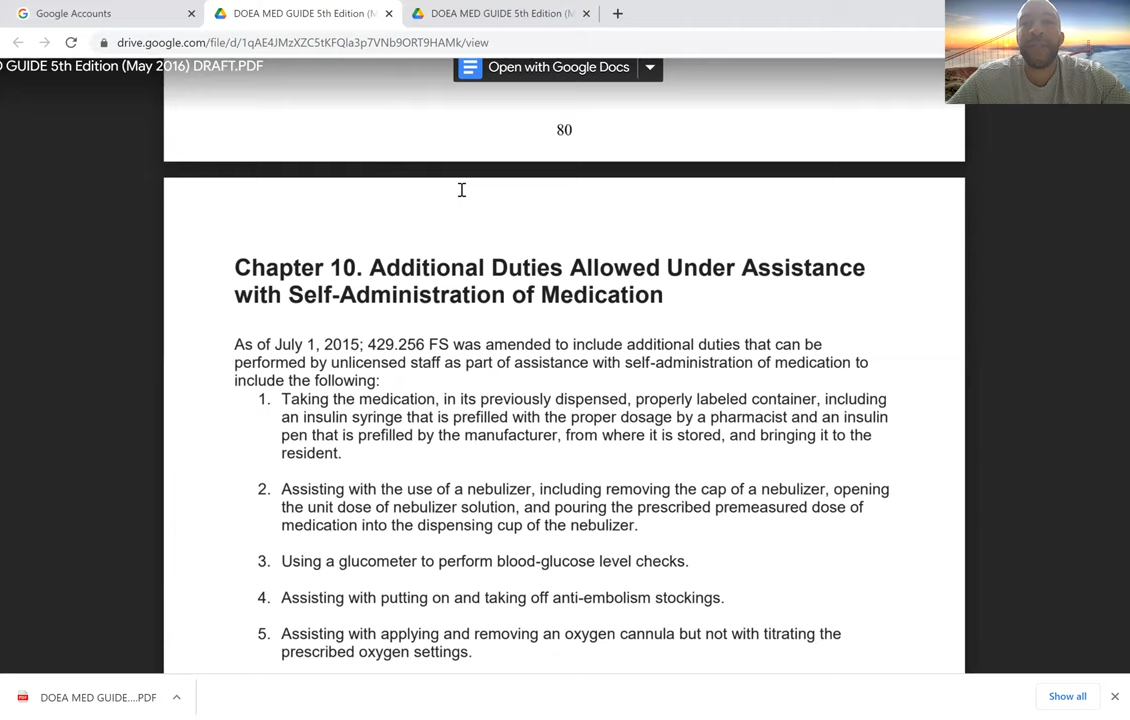 Google Accounts
DOEA MED GUIDE 5th Edition (M
DOEA MED GUIDE 5th Edition (M
drive.google.com/file/d/1qAE4JMzXZC5tKFQIa3p7VNb9ORT9HAMk/view
GUIDE 5th Edition (May 2016) DRAFT.PDF
Open with Google Docs
80
Chapter 10. Additional Duties Allowed Under Assistance
with Self-Administration of Medication
As of July 1, 2015; 429.256 FS was amended to include additional duties that can be
performed by unlicensed staff as part of assistance with self-administration of medication to
include the following:
1. Taking the medication, in its previously dispensed, properly labeled container, including
an insulin syringe that is prefilled with the proper dosage by a pharmacist and an insulin
pen that is prefilled by the manufacturer, from where it is stored, and bringing it to the
resident.
2. Assisting with the use of a nebulizer, including removing the cap of a nebulizer, opening
the unit dose of nebulizer solution, and pouring the prescribed premeasured dose of
medication into the dispensing cup of the nebulizer.
3. Using a glucometer to perform blood-glucose level checks.
4. Assisting with putting on and taking off anti-embolism stockings.
5. Assisting with applying and removing an oxygen cannula but not with titrating the
prescribed oxygen settings.
DOEA MED GUIDE....PDF
Show all